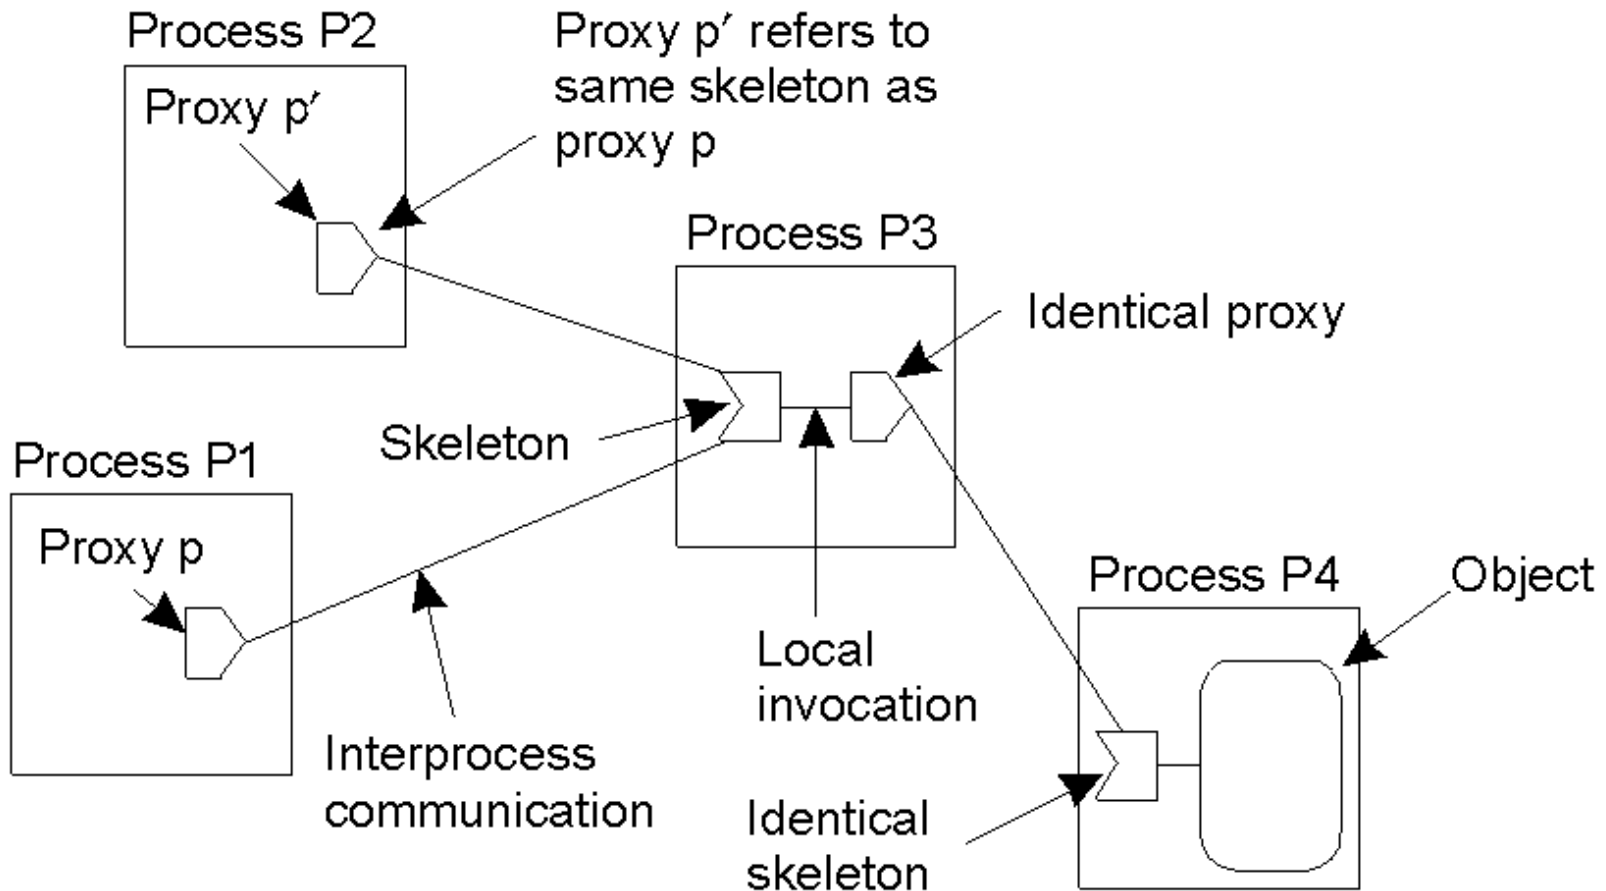 Process P2
Proxy p′
Proxy p′ refers to
same skeleton as
proxy p
Process P3
Identical proxy
Skeleton
Process P1
Proxy p
Interprocess
communication
Local
invocation
Process P4
Object
Identical
skeleton